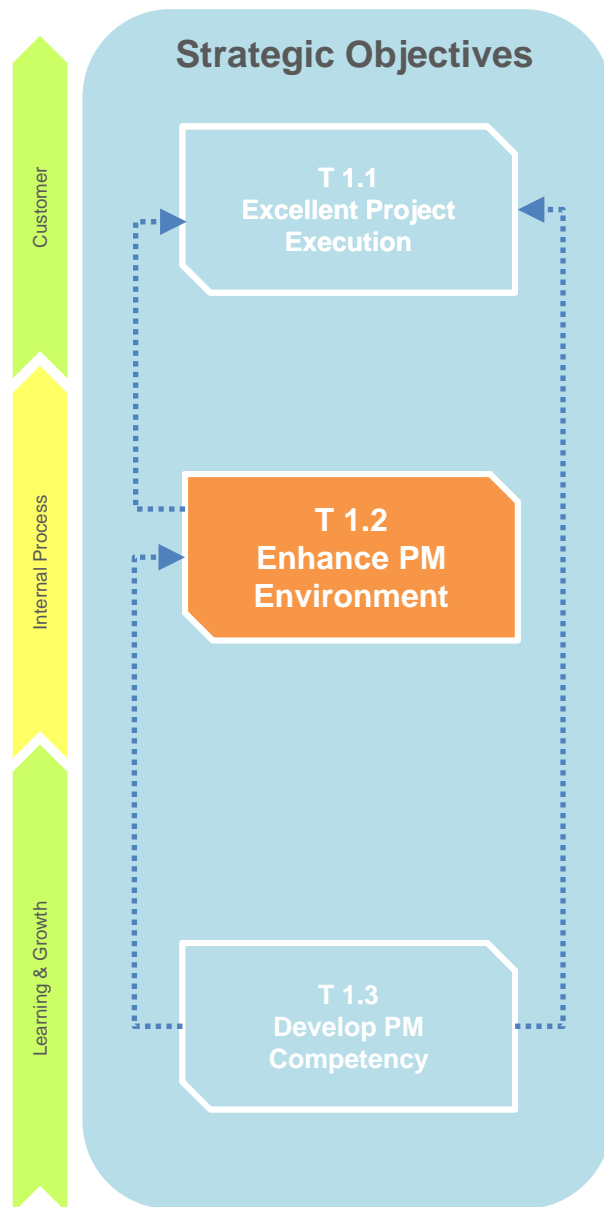 Strategic Objectives
Customer
T 1.1
Excellent Project
Execution
Internal Process
T 1.2
Enhance PM
Environment
Learning & Growth
T 1.3
Develop PM
Competency